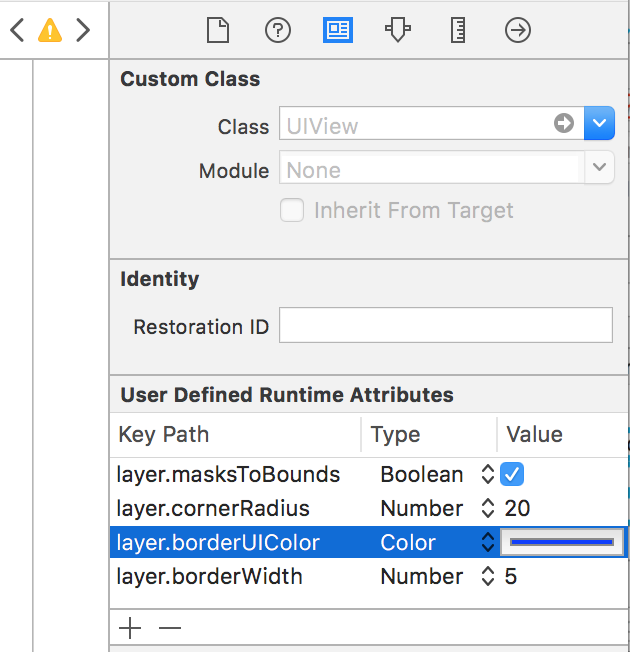 Custom Class
Class UIView
Module None
Inherit From Target
Identity
Restoration ID
User Defined Runtime Attributes
Key Path Type Value
layer.masksToBounds Boolean
layer.cornerRadius Number 20
layer.borderUIColor Color
layer.borderWidth Number 5